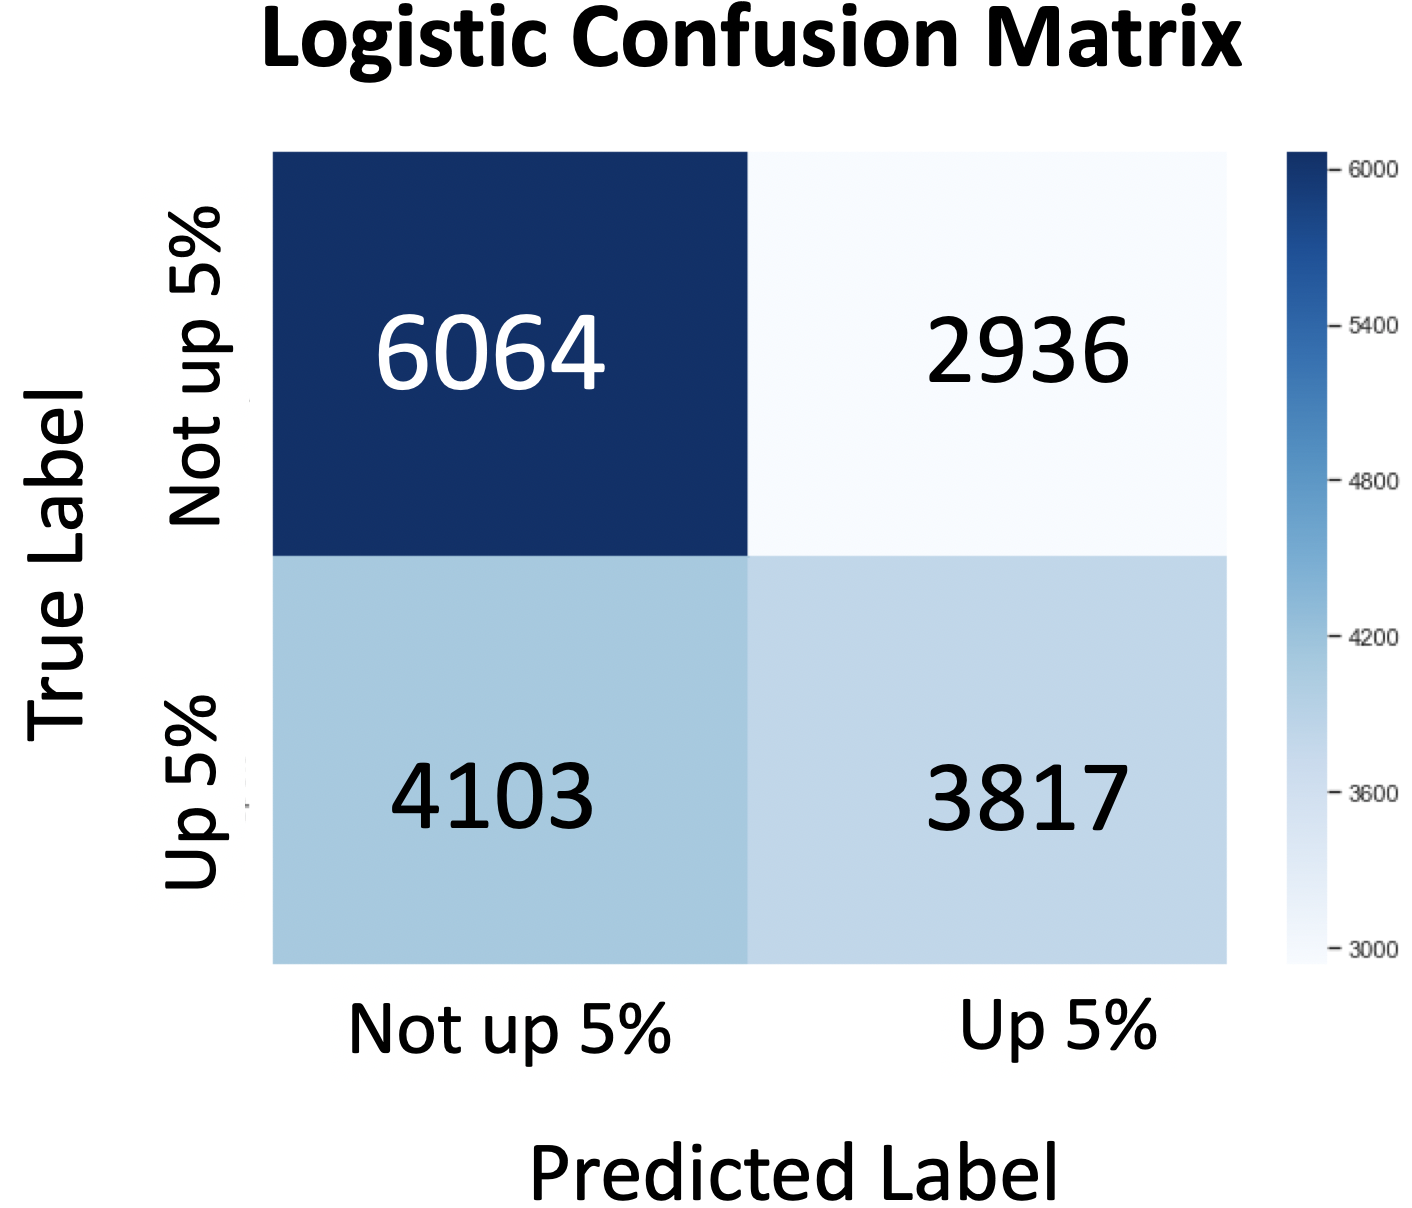 Logistic Confusion Matrix
True Label
Not up 5%
Up 5%
6064
2936
4103
3817
6000
5400
4800
4200
3600
3000
Not up 5%
Up 5%
Predicted Label